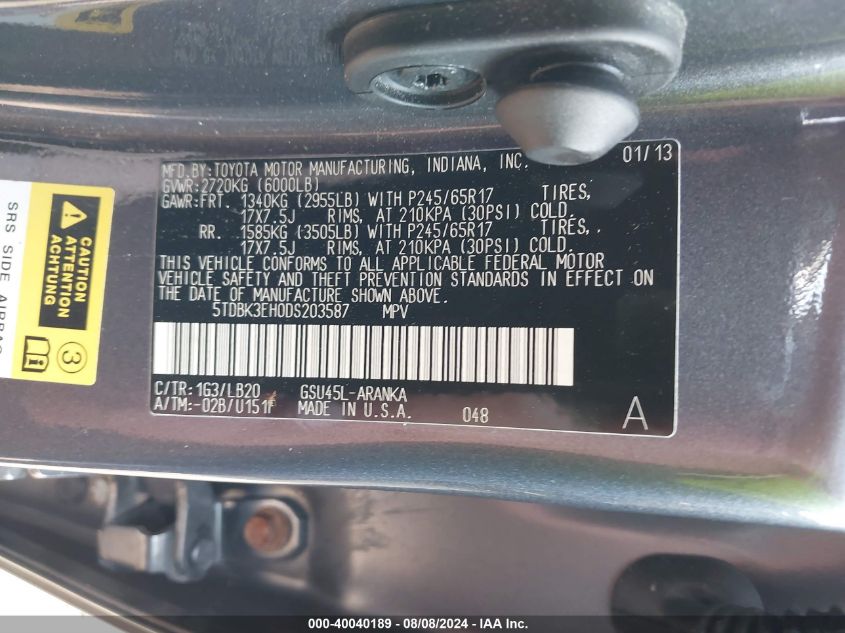 MFD.BY:TOYOTA MOTOR MANUFACTURING, INDIANA, INC. 01/13
GVWR:2720KG (6000LB)
GAWR:FRT. 1340KG (2955LB) WITH P245/65R17 TIRES,
17X7.5J RIMS, AT 210KPA (30PSI) COLD.
RR. 1585KG (3505LB) WITH P245/65R17 TIRES,
17X7.5J RIMS, AT 210KPA (30PSI) COLD.
THIS VEHICLE CONFORMS TO ALL APPLICABLE FEDERAL MOTOR
VEHICLE SAFETY AND THEFT PREVENTION STANDARDS IN EFFECT ON
THE DATE OF MANUFACTURE SHOWN ABOVE.
5TDBK3EH0DS203587 MPV
C/TR:1G3/LB20 GSU45L-ARANKA
A/TM:-02B/U151F MADE IN U.S.A. 048 A
CAUTION
ATTENTION
ACHTUNG
3
SRS SIDE AIRBAG
000-40040189 - 08/08/2024 - IAA Inc.